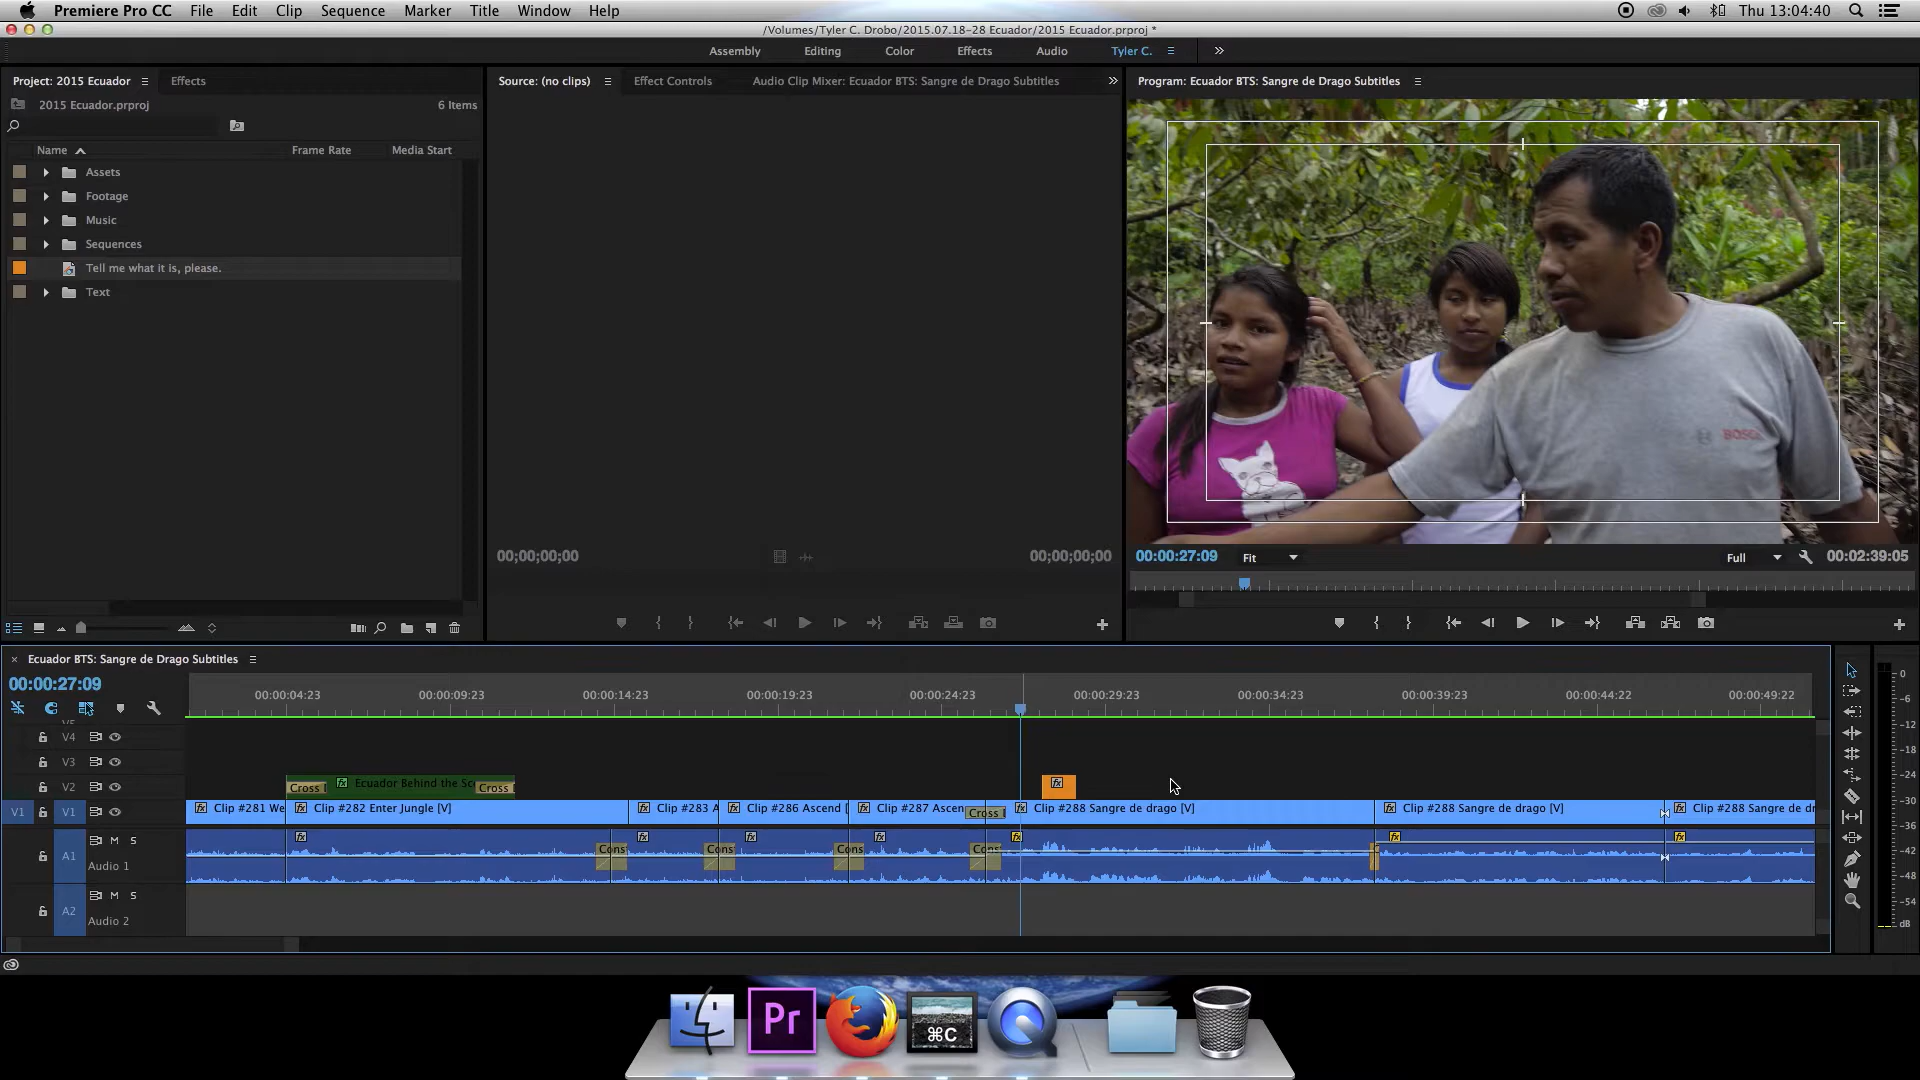 Premiere Pro CC File Edit Clip Sequence Marker Title Window Help Thu 13:04:40
/Volumes/Tyler C. Drobo/2015.07.18-28 Ecuador/2015 Ecuador.prproj *
Assembly Editing Color Effects Audio Tyler C.
Project: 2015 Ecuador Effects
2015 Ecuador.prproj 6 Items
Name Frame Rate Media Start
Assets
Footage
Music
Sequences
Tell me what it is, please.
Text
Source: (no clips) Effect Controls Audio Clip Mixer: Ecuador BTS: Sangre de Drago Subtitles
00;00;00;00 00;00;00;00
Program: Ecuador BTS: Sangre de Drago Subtitles
BOSC
00:00:27:09 Fit Full 00:02:39:05
Ecuador BTS: Sangre de Drago Subtitles
00:00:27:09
00:00:04:23 00:00:09:23 00:00:14:23 00:00:19:23 00:00:24:23 00:00:29:23 00:00:34:23 00:00:39:23 00:00:44:22 00:00:49:22
V4
V3
V2 Cross Ecuador Behind the Sc Cross
V1 V1 Clip #281 We Clip #282 Enter Jungle [V] Clip #283 A Clip #286 Ascend [ Clip #287 Ascen Cross Clip #288 Sangre de drago [V] Clip #288 Sangre de drago [V] Clip #288 Sangre de dr
M S
A1 Cons Cons Cons Cons
Audio 1
M S
A2
Audio 2
0
-6
-12
-18
-24
-30
-36
-42
-48
-54
dB
Pr
⌘C